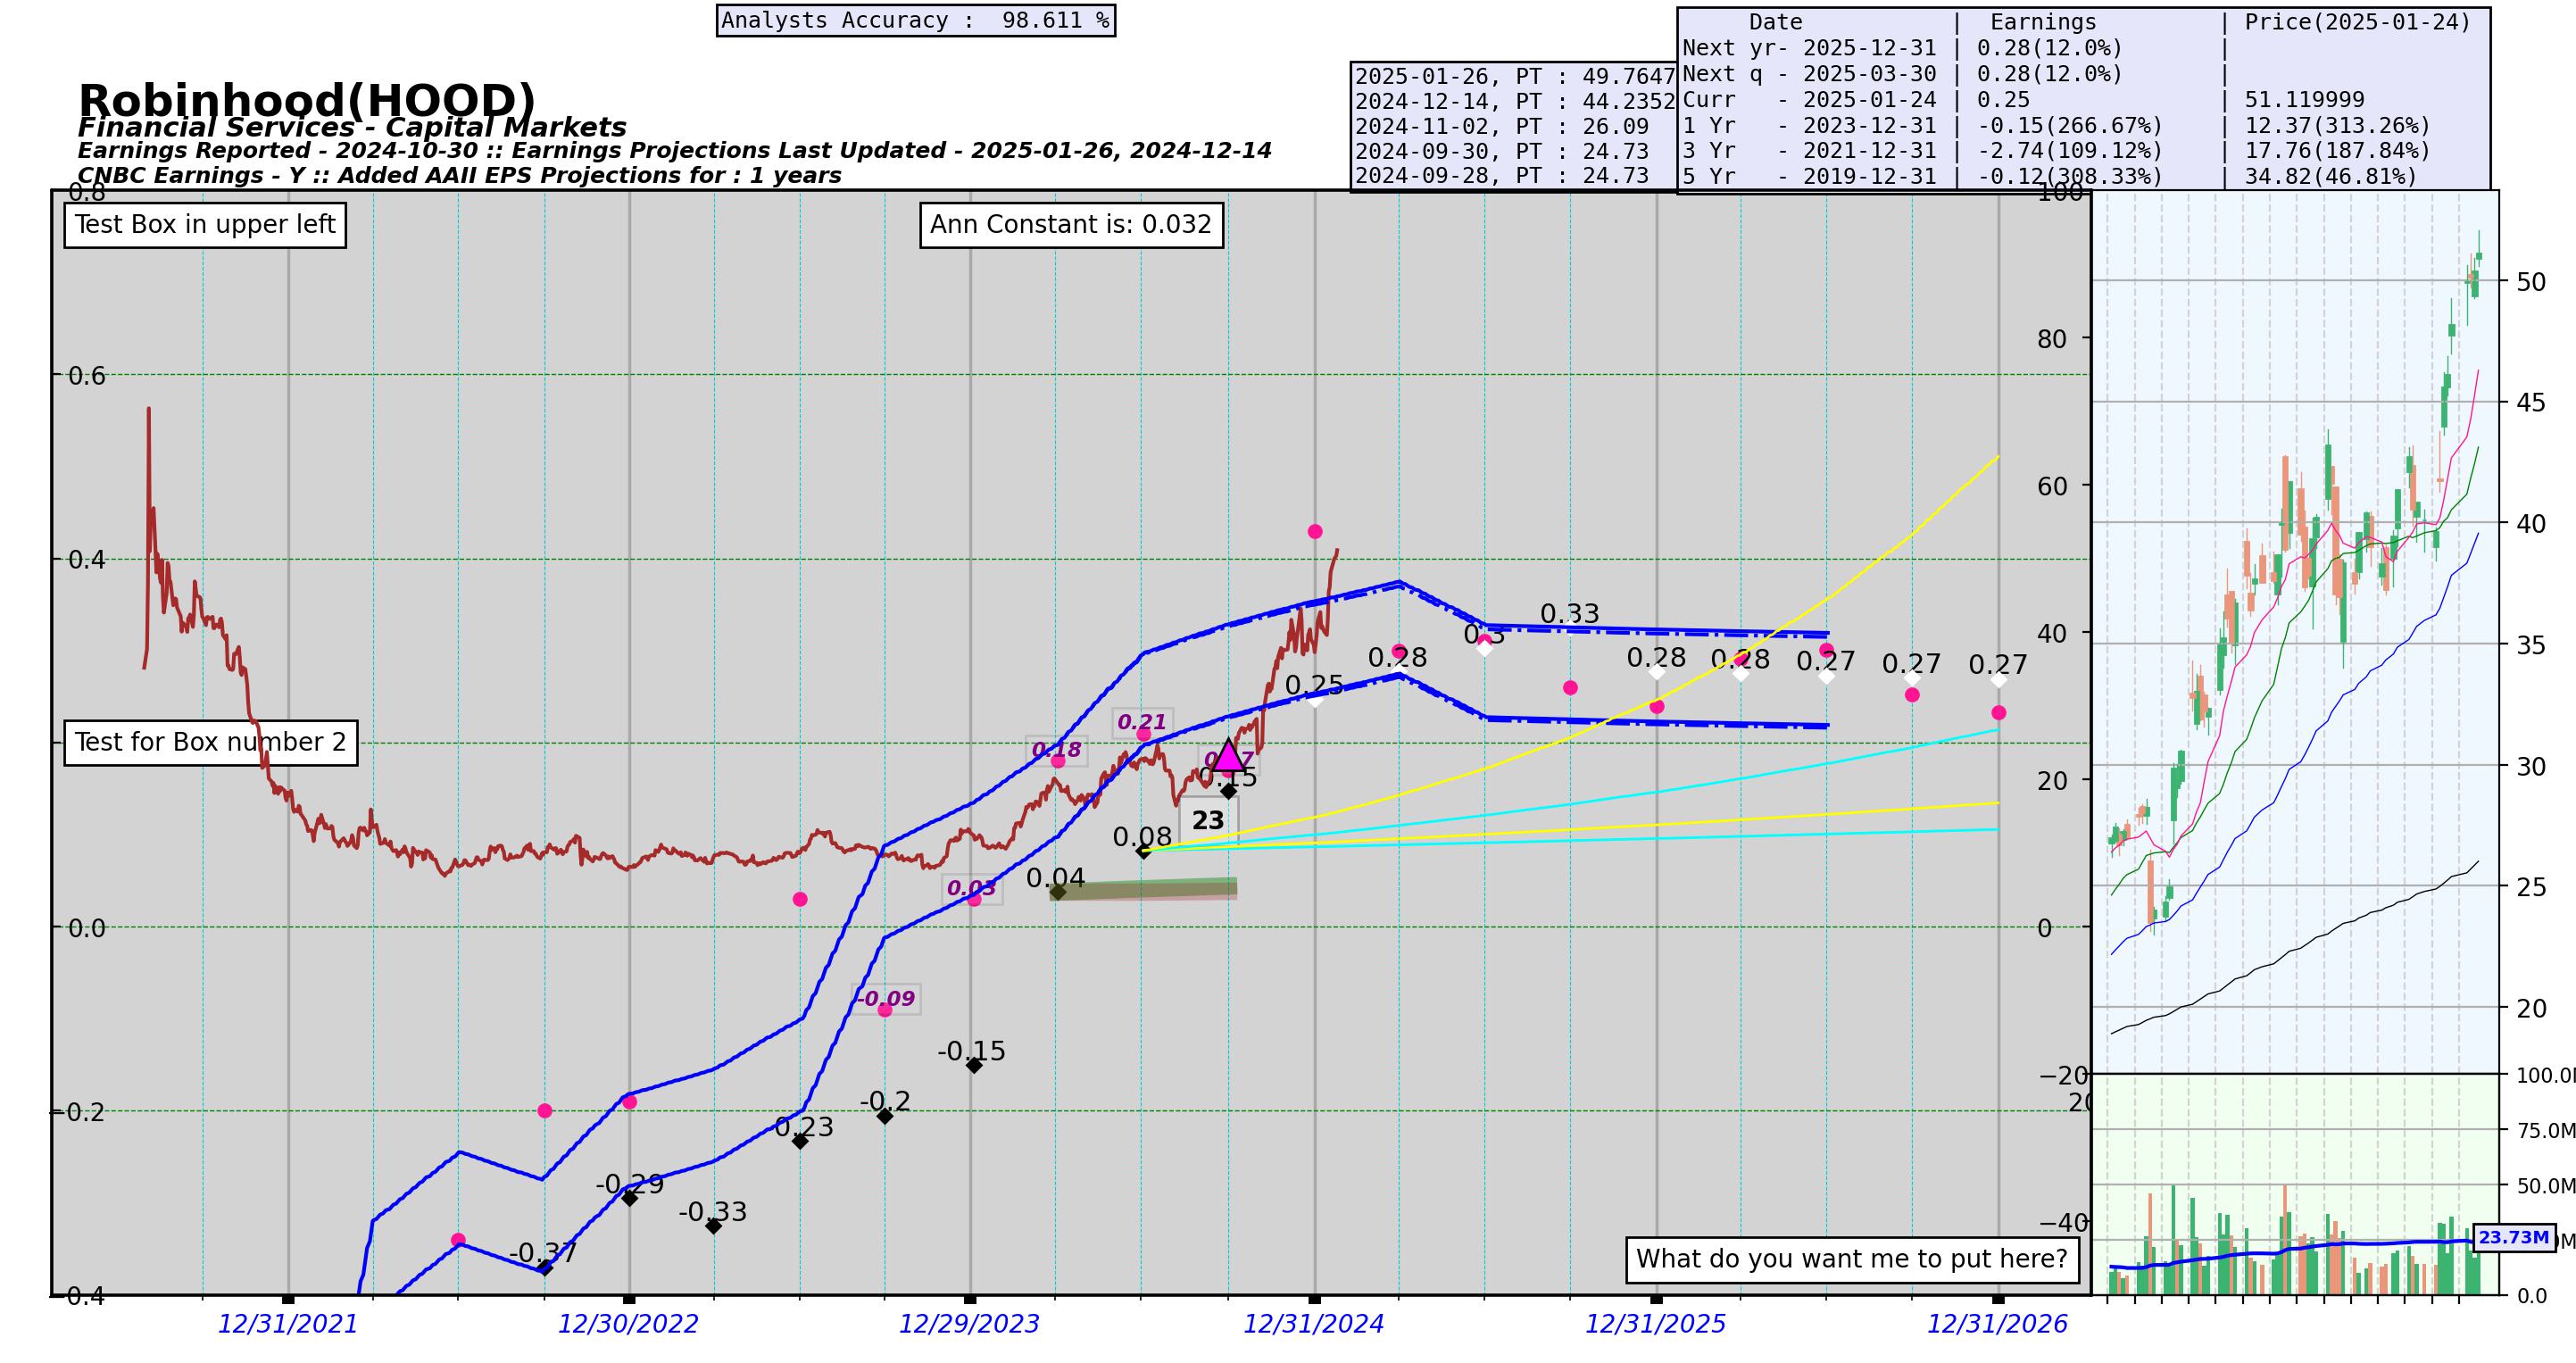 Analysts Accuracy :  98.611 %
Date | Earnings | Price(2025-01-24)
Next yr- 2025-12-31 | 0.28(12.0%) |
Next q - 2025-03-30 | 0.28(12.0%) |
Curr - 2025-01-24 | 0.25 | 51.119999
1 Yr - 2023-12-31 | -0.15(266.67%) | 12.37(313.26%)
3 Yr - 2021-12-31 | -2.74(109.12%) | 17.76(187.84%)
5 Yr - 2019-12-31 | -0.12(308.33%) | 34.82(46.81%)
2025-01-26, PT : 49.7647
2024-12-14, PT : 44.2352
2024-11-02, PT : 26.09
2024-09-30, PT : 24.73
2024-09-28, PT : 24.73
Robinhood(HOOD)
Financial Services - Capital Markets
Earnings Reported - 2024-10-30 :: Earnings Projections Last Updated - 2025-01-26, 2024-12-14
CNBC Earnings - Y :: Added AAII EPS Projections for : 1 years
Test Box in upper left
Ann Constant is: 0.032
Test for Box number 2
What do you want me to put here?
0.8
0.6
0.4
0.0
-0.2
-0.4
-0.37
-0.29
-0.33
0.23
-0.2
-0.15
0.04
0.08
0.15
0.25
0.28
0.3
0.33
0.28
0.28
0.27
0.27
0.27
-0.09
0.03
0.18
0.21
23
100
80
60
40
20
0
−20
−40
50
45
40
35
30
25
20
75.0M
50.0M
23.73M
0.0
12/31/2021
12/30/2022
12/29/2023
12/31/2024
12/31/2025
12/31/2026